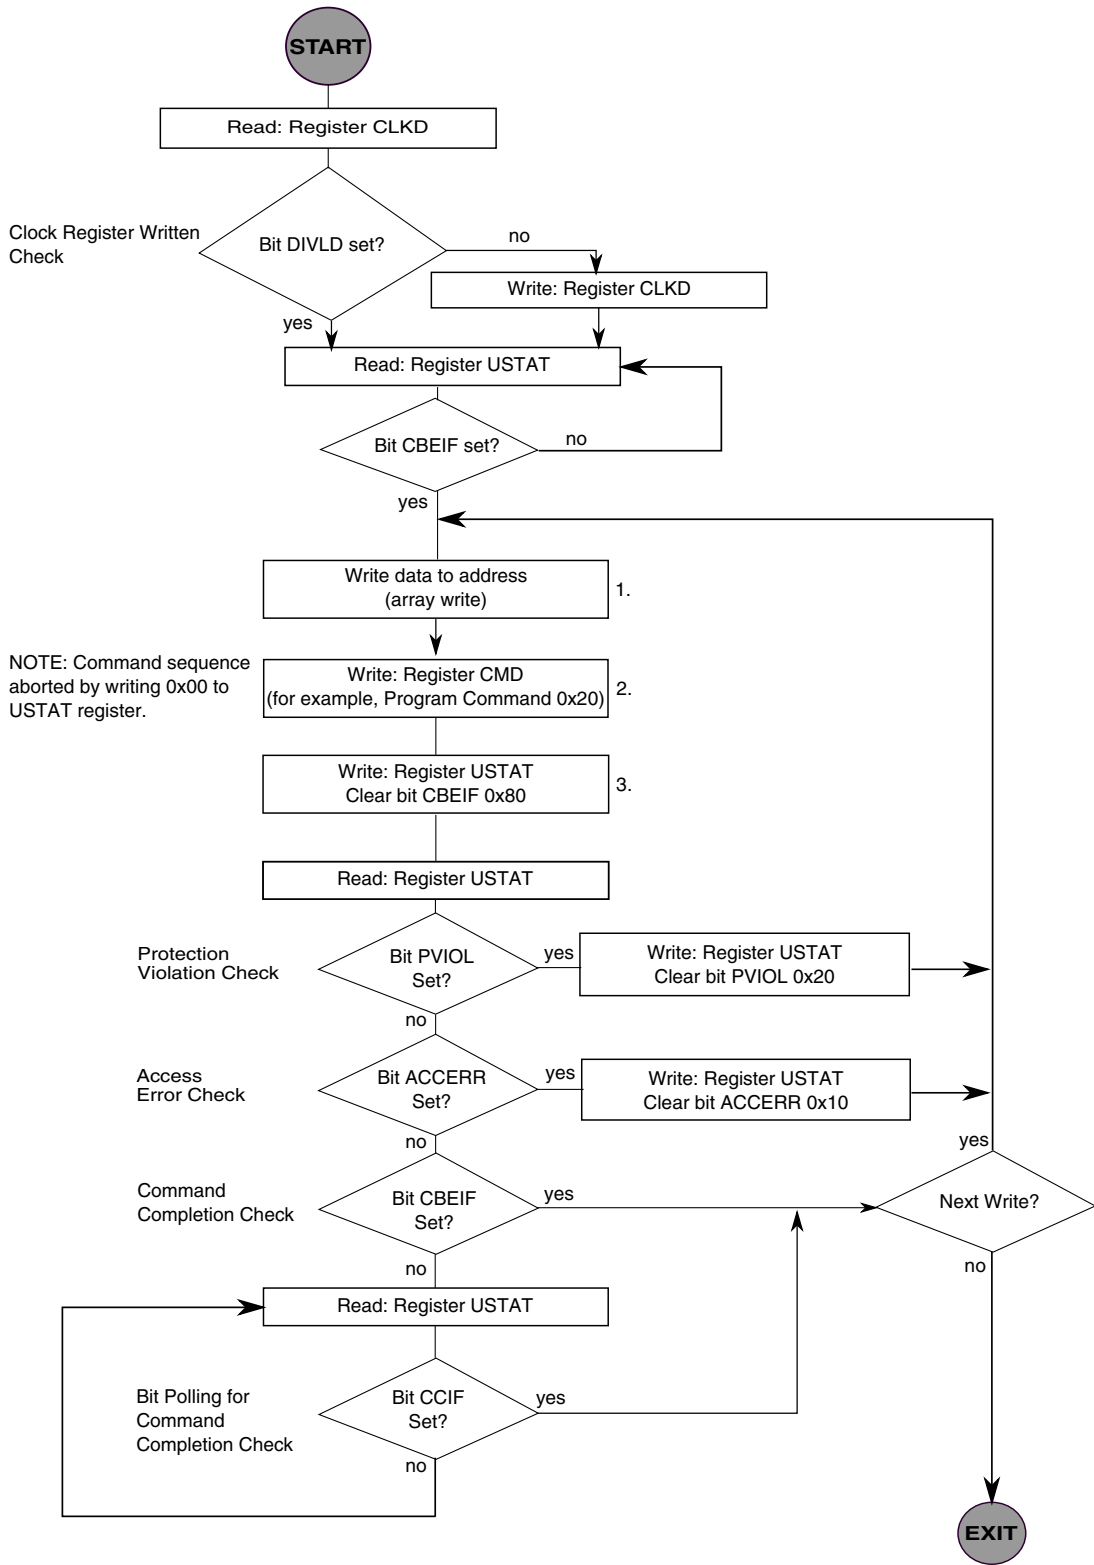 START
Read: Register CLKD
Clock Register Written
Check
Bit DIVLD set?
no
Write: Register CLKD
yes
Read: Register USTAT
Bit CBEIF set?
no
yes
Write data to address
(array write)
1.
NOTE: Command sequence
aborted by writing 0x00 to
USTAT register.
Write: Register CMD
(for example, Program Command 0x20)
2.
Write: Register USTAT
Clear bit CBEIF 0x80
3.
Read: Register USTAT
Protection
Violation Check
Bit PVIOL
Set?
yes
Write: Register USTAT
Clear bit PVIOL 0x20
no
Access
Error Check
Bit ACCERR
Set?
yes
Write: Register USTAT
Clear bit ACCERR 0x10
no
yes
Command
Completion Check
Bit CBEIF
Set?
yes
Next Write?
no
no
Read: Register USTAT
Bit Polling for
Command
Completion Check
Bit CCIF
Set?
yes
no
EXIT